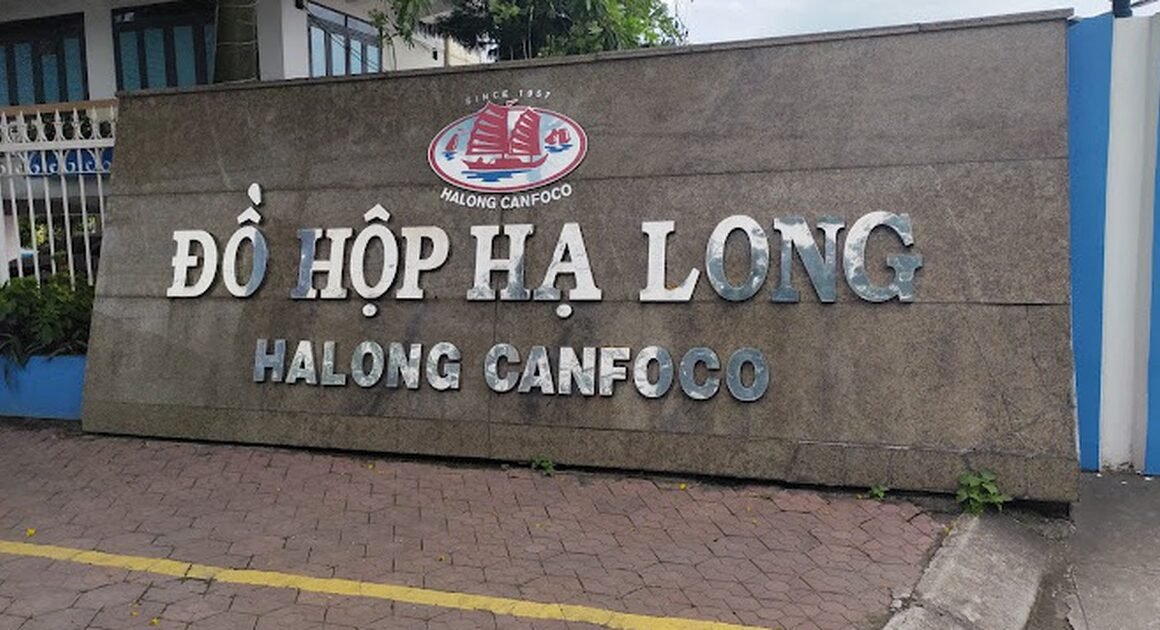 SINCE 1957
HALONG CANFOCO
ĐỒ HỘP HẠ LONG
HALONG CANFOCO